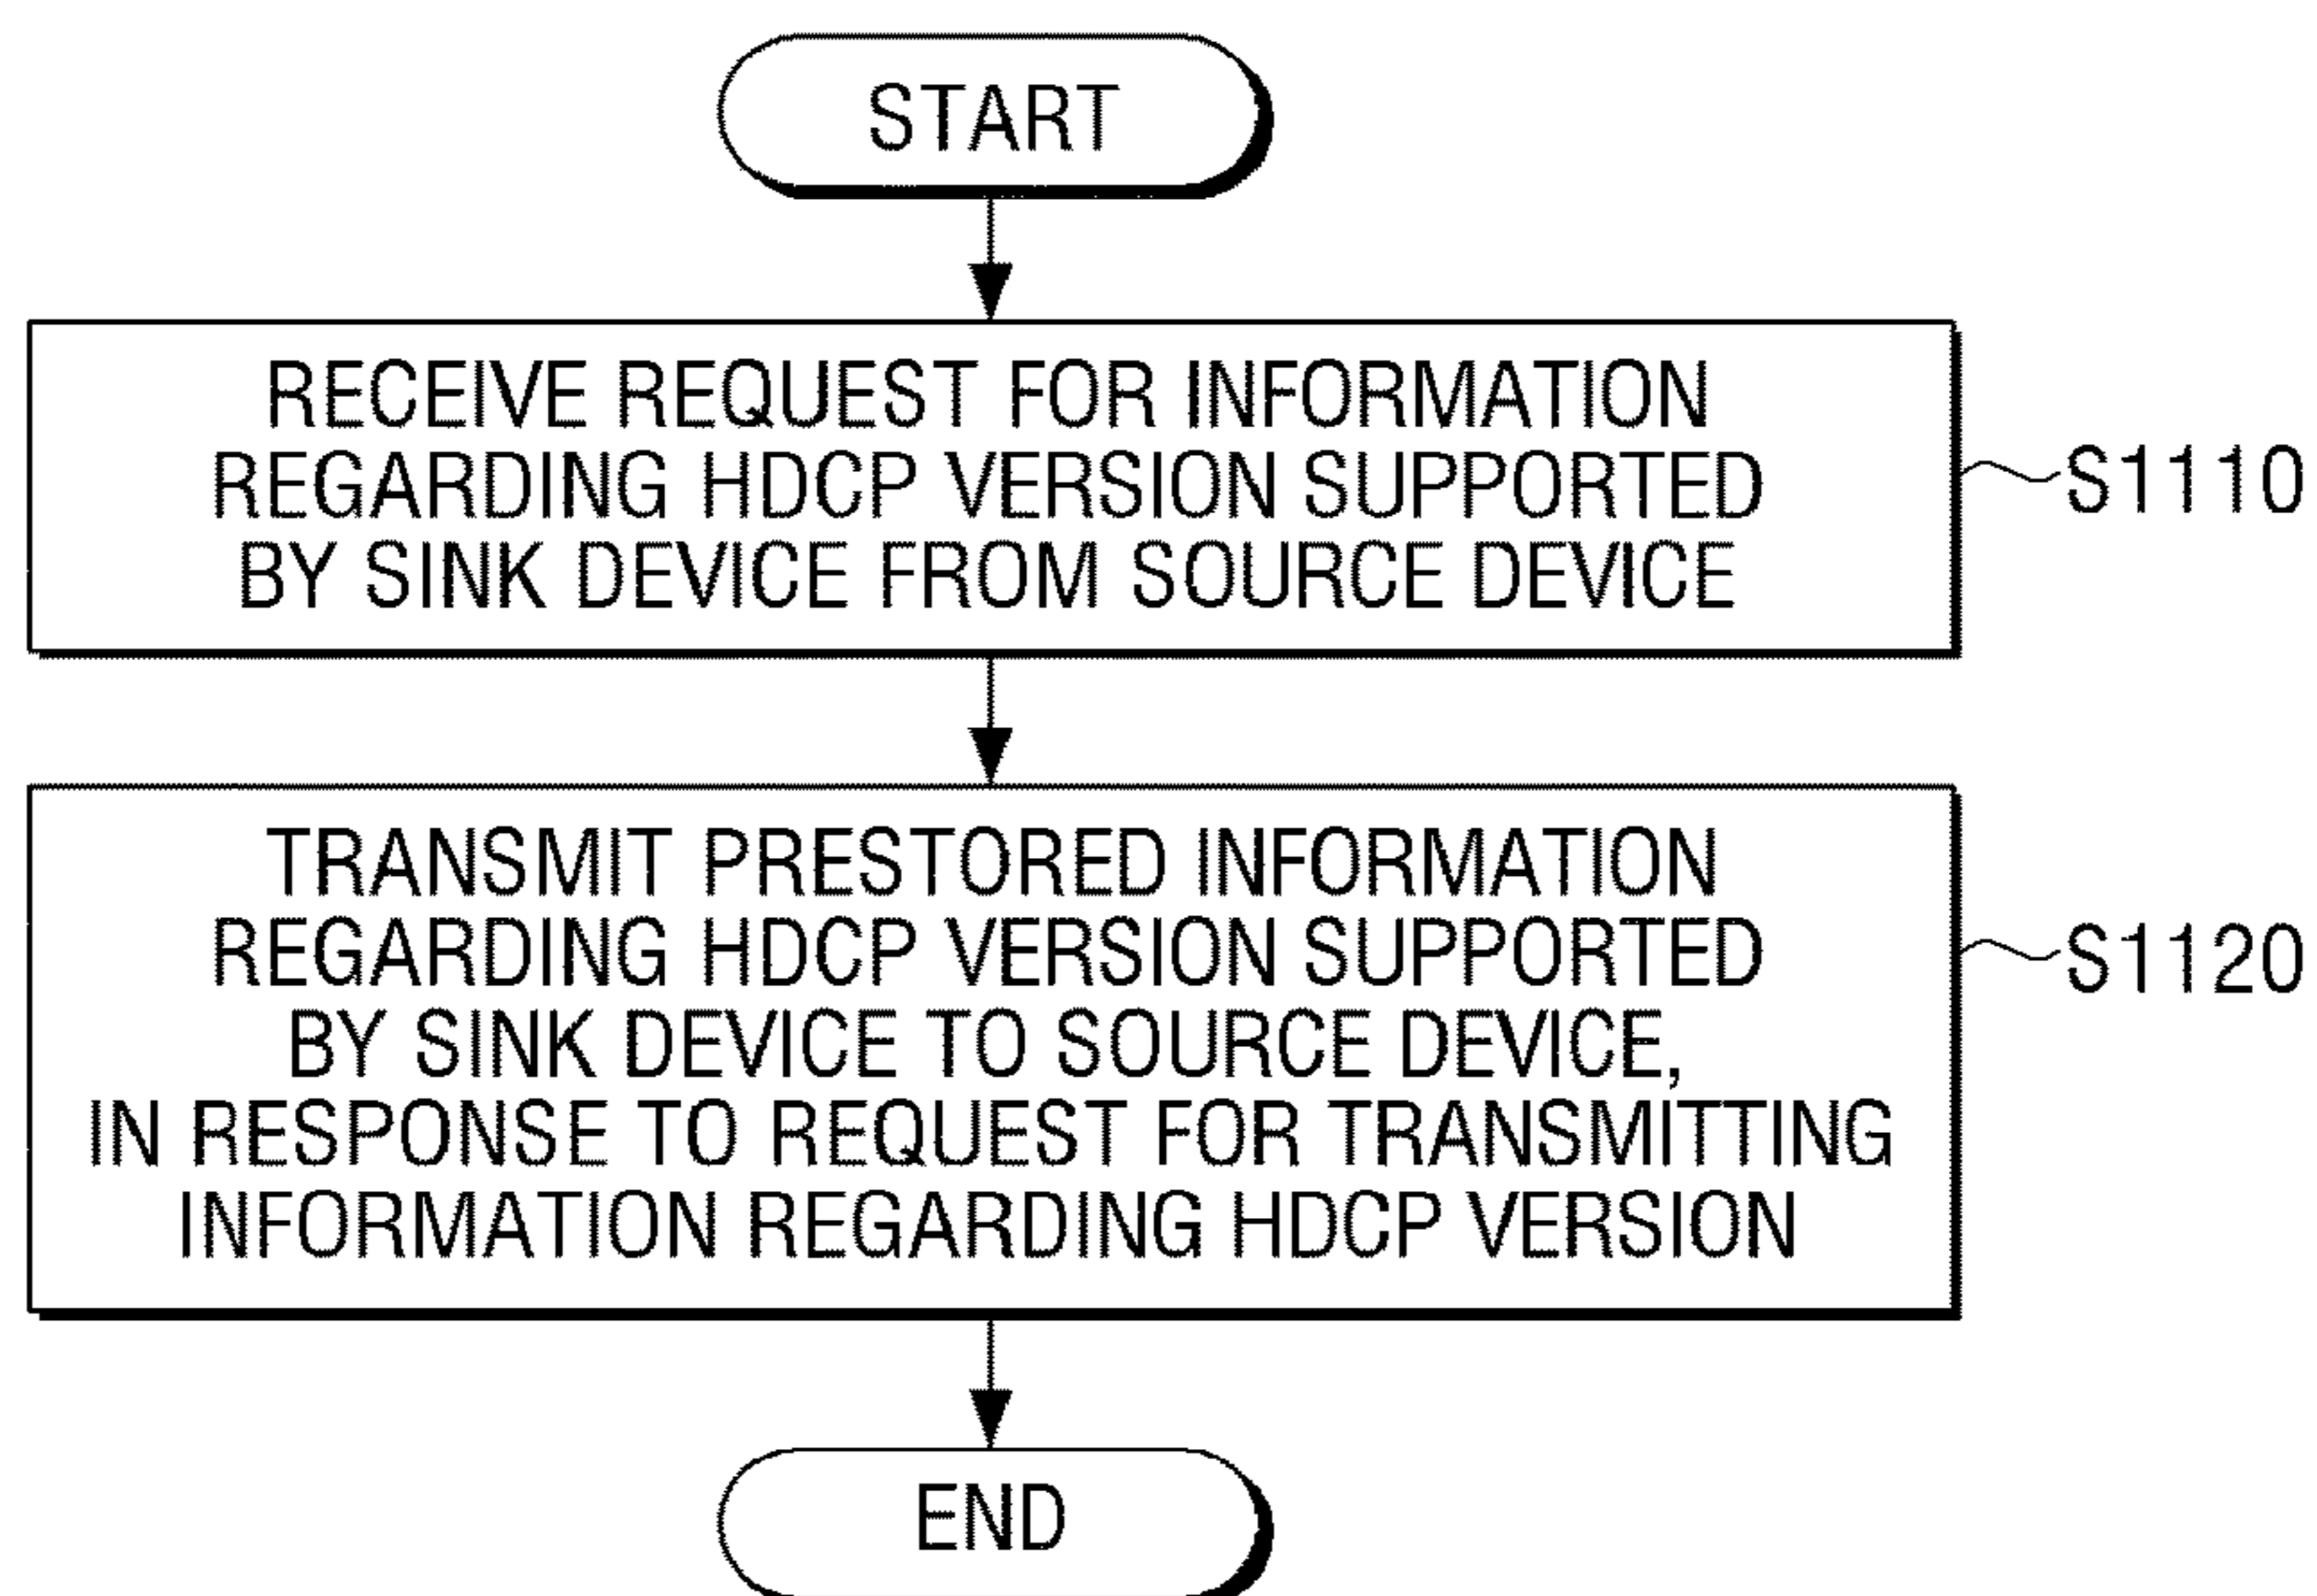 START
RECEIVE REQUEST FOR INFORMATION
REGARDING HDCP VERSION SUPPORTED
BY SINK DEVICE FROM SOURCE DEVICE
S1110
TRANSMIT PRESTORED INFORMATION
REGARDING HDCP VERSION SUPPORTED
BY SINK DEVICE TO SOURCE DEVICE,
IN RESPONSE TO REQUEST FOR TRANSMITTING
INFORMATION REGARDING HDCP VERSION
S1120
END